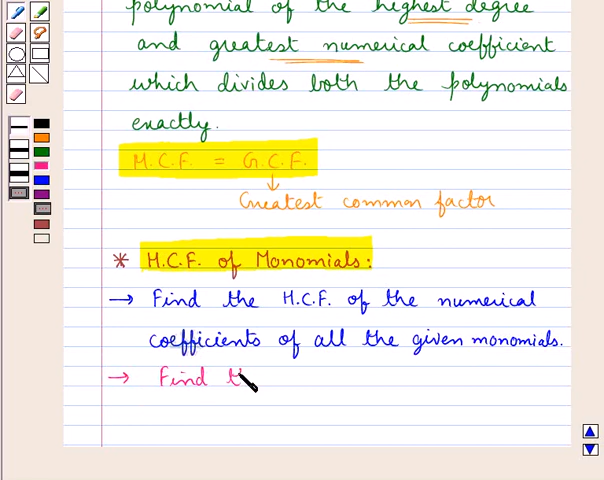 polynomial of the highest degree
and greatest numerical coefficient
which divides both the polynomials
exactly.
H.C.F. = G.C.F.
Greatest common factor
* H.C.F. of Monomials:
→ Find the H.C.F. of the numerical
coefficients of all the given monomials.
→ Find t